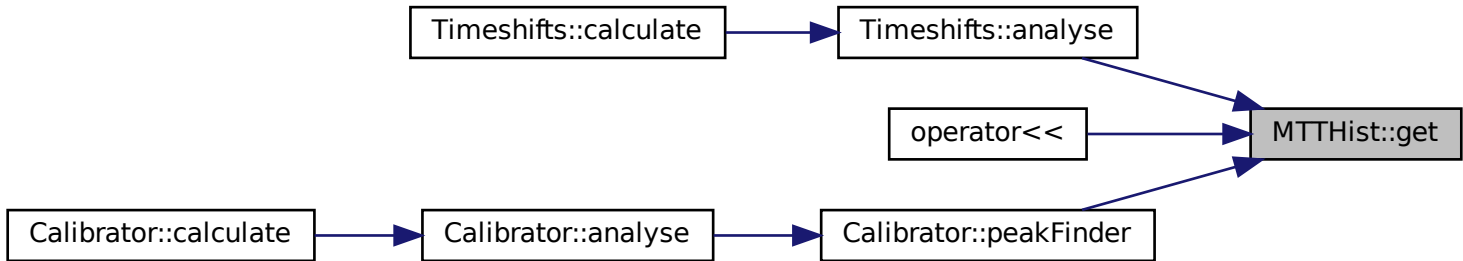 Timeshifts::calculate
Timeshifts::analyse
operator<<
MTTHist::get
Calibrator::calculate
Calibrator::analyse
Calibrator::peakFinder